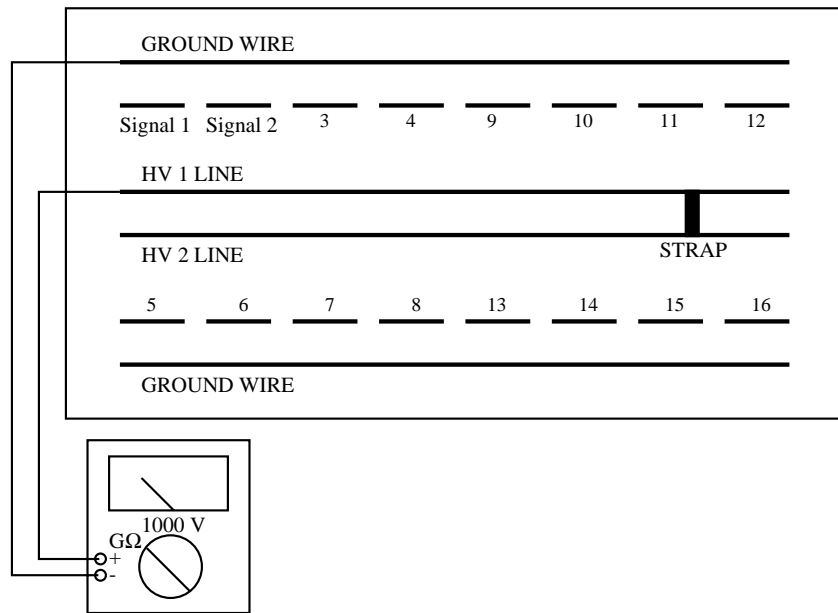 GROUND WIRE
Signal 1 Signal 2 3 4 9 10 11 12
HV 1 LINE
HV 2 LINE
STRAP
5 6 7 8 13 14 15 16
GROUND WIRE
1000 V
GΩ
+
-